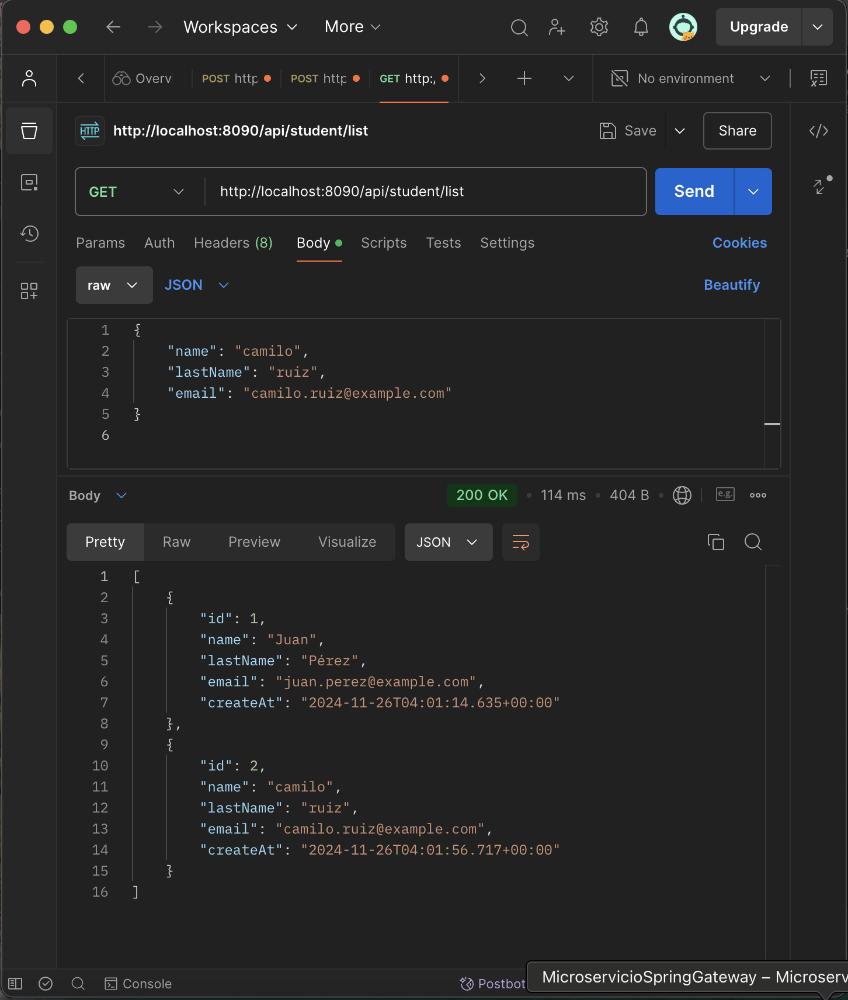 Workspaces More Upgrade
Overv POST http POST http GET http:/ No environment
HTTP http://localhost:8090/api/student/list Save Share
GET http://localhost:8090/api/student/list Send
Params Auth Headers (8) Body Scripts Tests Settings Cookies
raw JSON Beautify
1 {
2 "name": "camilo",
3 "lastName": "ruiz",
4 "email": "camilo.ruiz@example.com"
5 }
6
Body 200 OK 114 ms 404 B e.g.
Pretty Raw Preview Visualize JSON
1 [
2 {
3 "id": 1,
4 "name": "Juan",
5 "lastName": "Pérez",
6 "email": "juan.perez@example.com",
7 "createAt": "2024-11-26T04:01:14.635+00:00"
8 },
9 {
10 "id": 2,
11 "name": "camilo",
12 "lastName": "ruiz",
13 "email": "camilo.ruiz@example.com",
14 "createAt": "2024-11-26T04:01:56.717+00:00"
15 }
16 ]
Console Postbot MicroservicioSpringGateway – Microserv